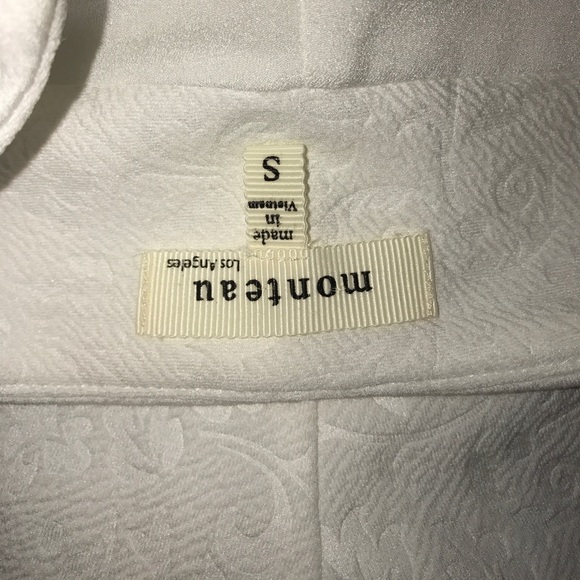 monteau
Los Angeles
made
in
Vietnam
S